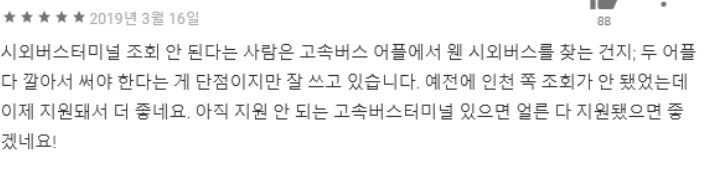 ★★★★★ 2019년 3월 16일
88
시외버스터미널 조회 안 된다는 사람은 고속버스 어플에서 웬 시외버스를 찾는 건지; 두 어플
다 깔아서 써야 한다는 게 단점이지만 잘 쓰고 있습니다. 예전에 인천 쪽 조회가 안 됐었는데
이제 지원돼서 더 좋네요. 아직 지원 안 되는 고속버스터미널 있으면 얼른 다 지원됐으면 좋
겠네요!